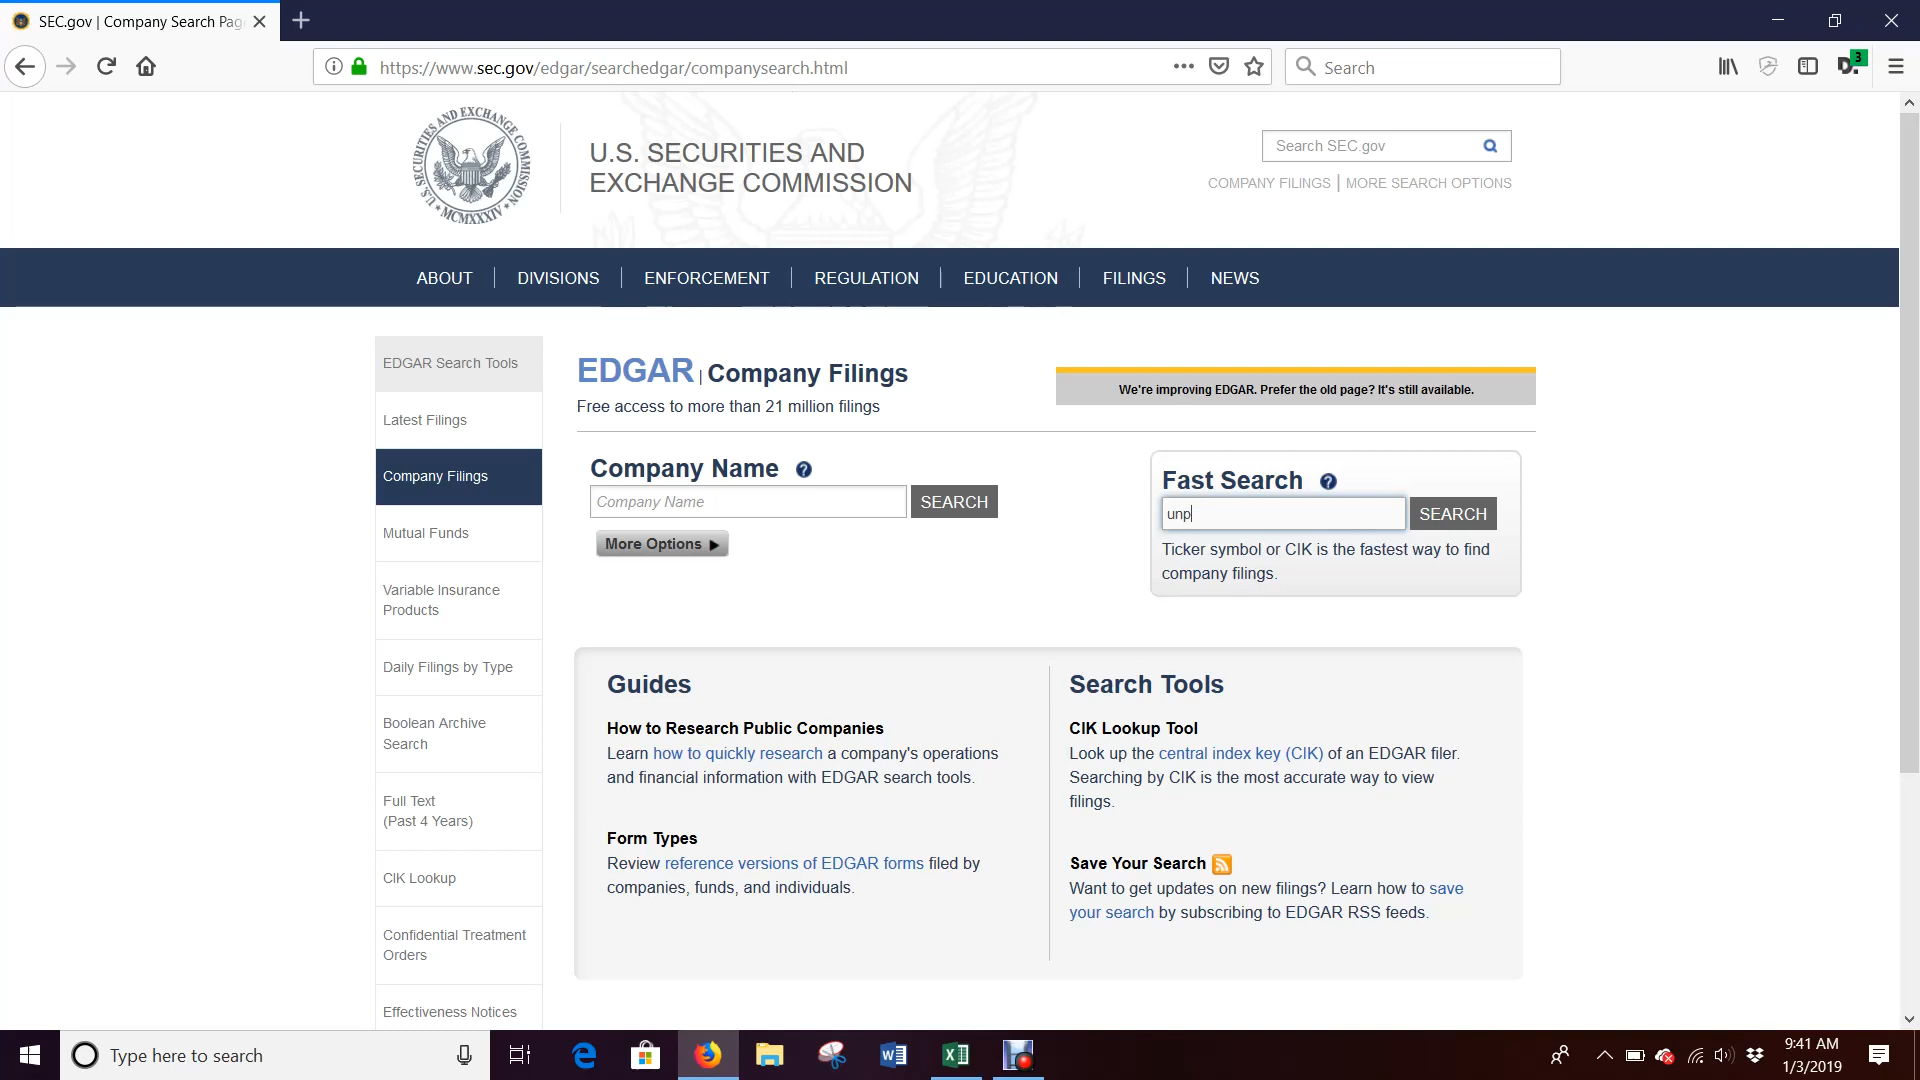 SEC.gov | Company Search Pag
https://www.sec.gov/edgar/searchedgar/companysearch.html
Search
3
SECURITIES AND EXCHANGE COMMISSION
U.S.
MCMXXXIV
U.S. SECURITIES AND
EXCHANGE COMMISSION
Search SEC.gov
COMPANY FILINGS | MORE SEARCH OPTIONS
ABOUT
DIVISIONS
ENFORCEMENT
REGULATION
EDUCATION
FILINGS
NEWS
EDGAR Search Tools
Latest Filings
Company Filings
Mutual Funds
Variable Insurance
Products
Daily Filings by Type
Boolean Archive
Search
Full Text
(Past 4 Years)
CIK Lookup
Confidential Treatment
Orders
Effectiveness Notices
EDGAR | Company Filings
Free access to more than 21 million filings
We're improving EDGAR. Prefer the old page? It's still available.
Company Name ?
Company Name
SEARCH
More Options
Fast Search ?
unp
SEARCH
Ticker symbol or CIK is the fastest way to find
company filings.
Guides
How to Research Public Companies
Learn how to quickly research a company's operations
and financial information with EDGAR search tools.
Form Types
Review reference versions of EDGAR forms filed by
companies, funds, and individuals.
Search Tools
CIK Lookup Tool
Look up the central index key (CIK) of an EDGAR filer.
Searching by CIK is the most accurate way to view
filings.
Save Your Search
Want to get updates on new filings? Learn how to save
your search by subscribing to EDGAR RSS feeds.
Type here to search
9:41 AM
1/3/2019